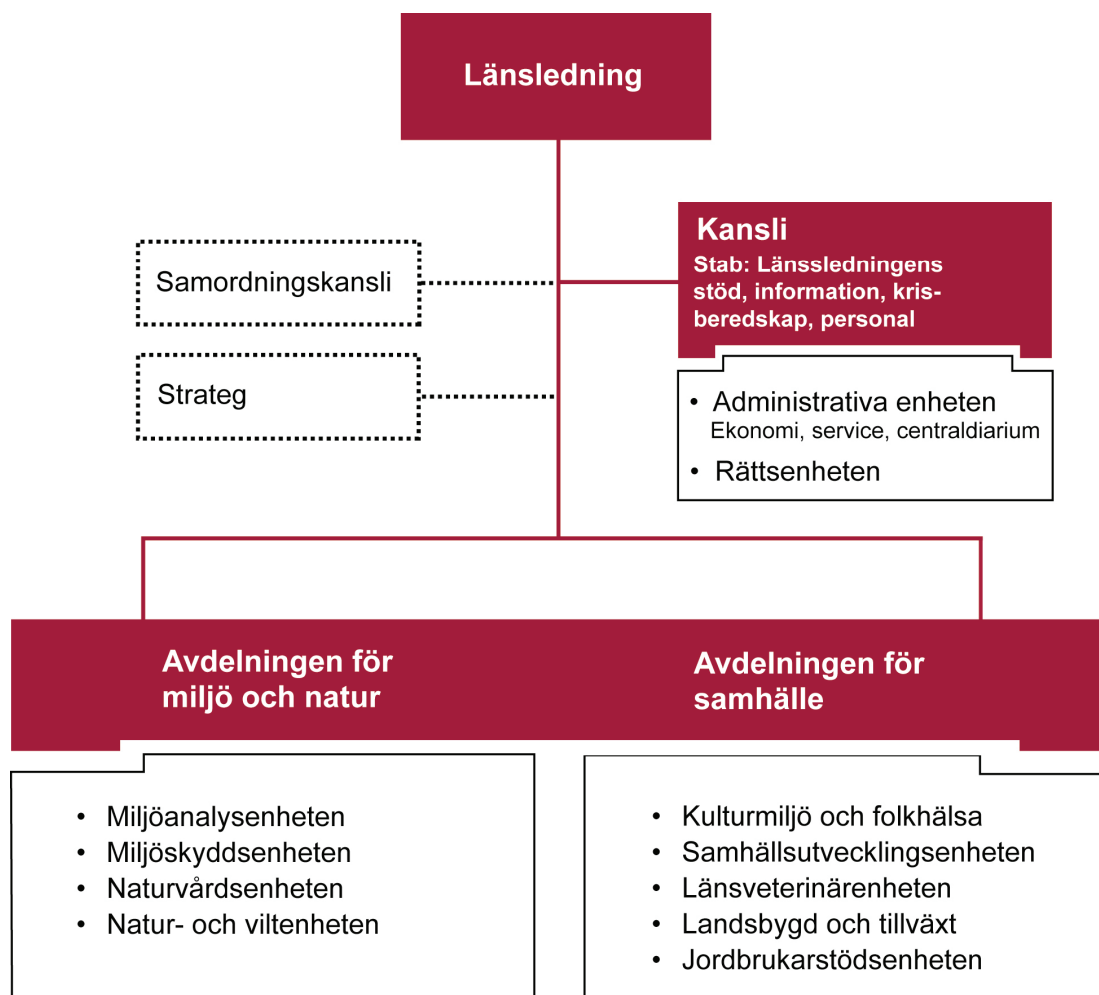 Länsledning
Samordningskansli
Strateg
Kansli
Stab: Länssledningens
stöd, information, kris-
beredskap, personal
• Administrativa enheten
Ekonomi, service, centraldiarium
• Rättsenheten
Avdelningen för
miljö och natur
• Miljöanalysenheten
• Miljöskyddsenheten
• Naturvårdsenheten
• Natur- och viltenheten
Avdelningen för
samhälle
• Kulturmiljö och folkhälsa
• Samhällsutvecklingsenheten
• Länsveterinärenheten
• Landsbygd och tillväxt
• Jordbrukarstödsenheten